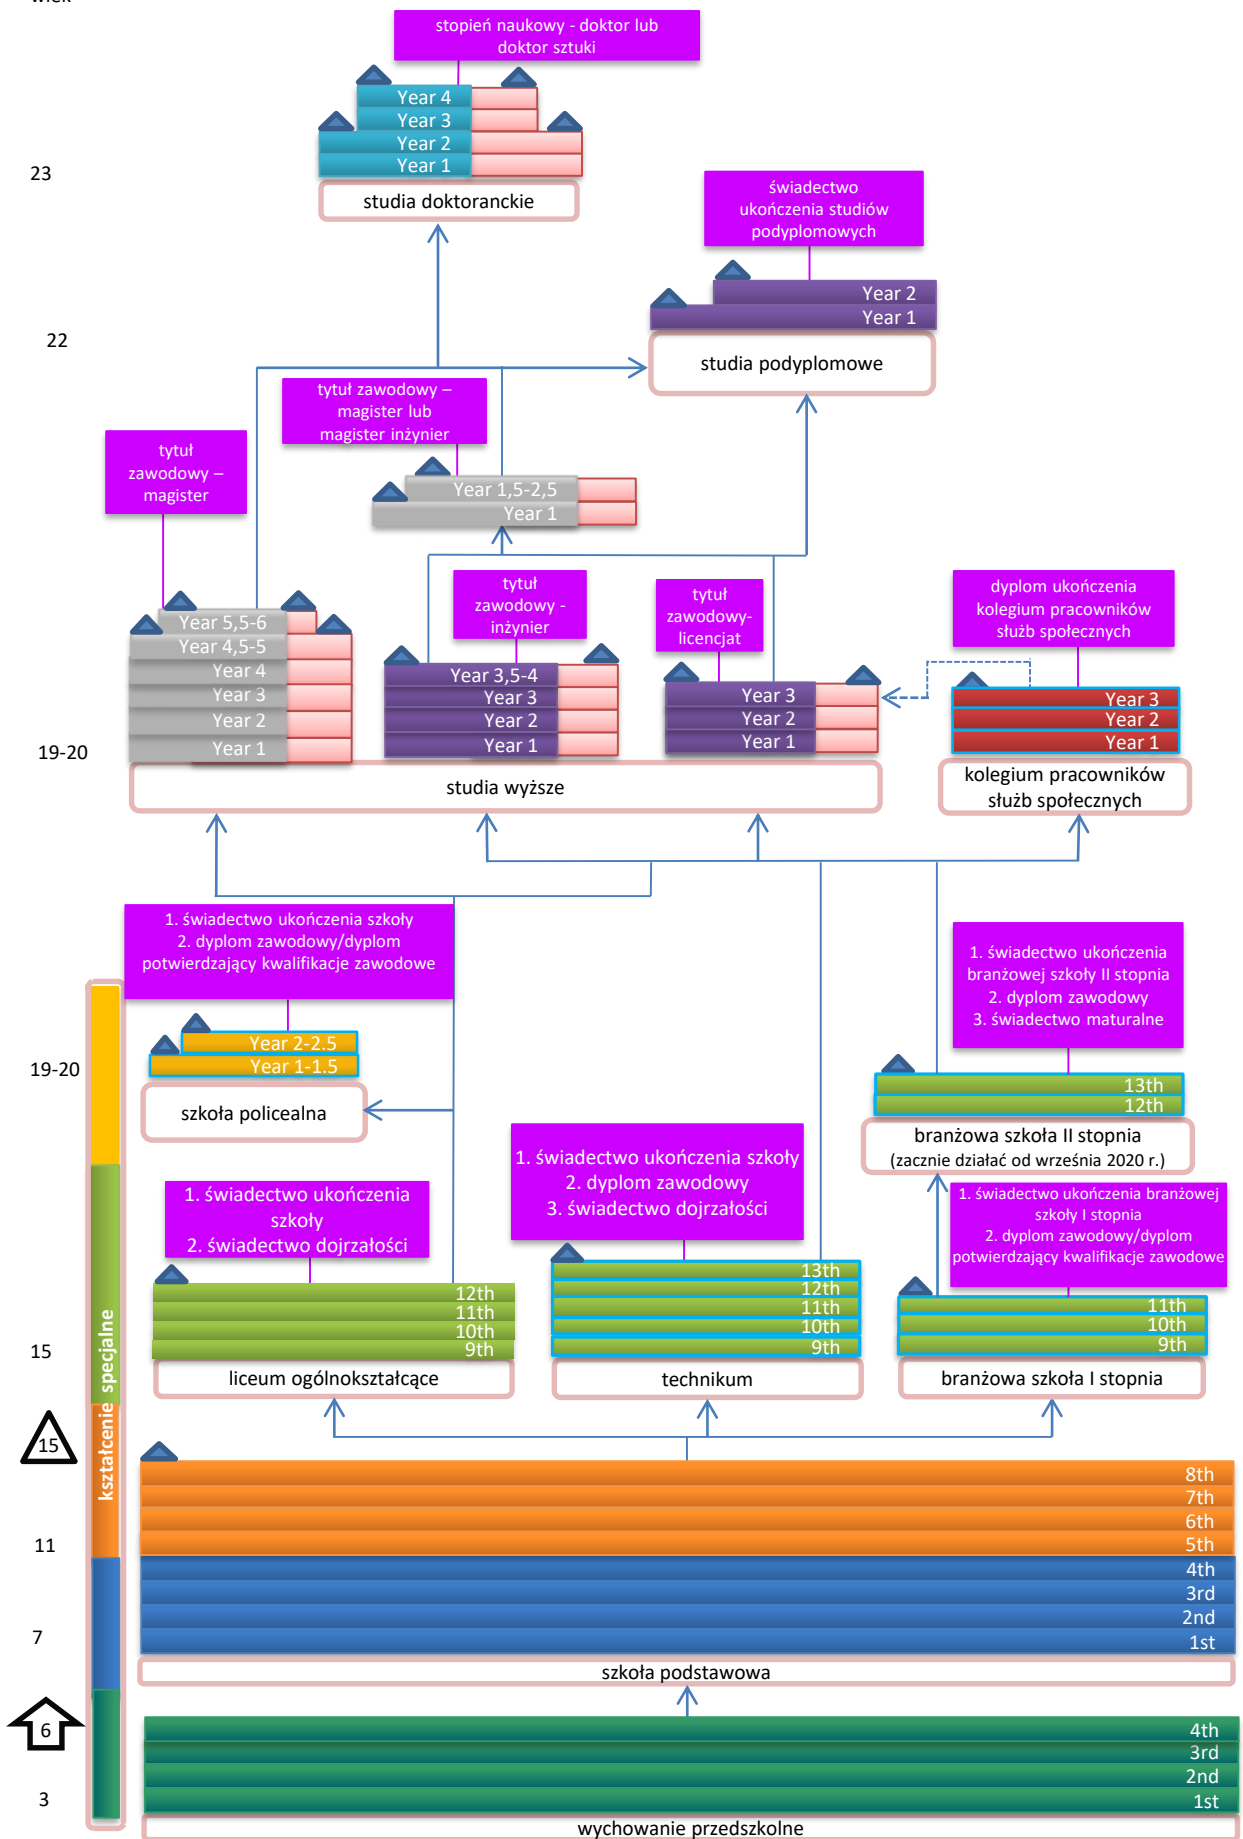 wiek
stopień naukowy - doktor lub
doktor sztuki
Year 4
Year 3
Year 2
Year 1
23
studia doktoranckie
świadectwo
ukończenia studiów
podyplomowych
Year 2
Year 1
22
studia podyplomowe
tytuł zawodowy –
magister lub
magister inżynier
tytuł
zawodowy –
magister
Year 1,5-2,5
Year 1
tytuł
zawodowy -
inżynier
tytuł
zawodowy-
licencjat
dyplom ukończenia
kolegium pracowników
służb społecznych
Year 5,5-6
Year 4,5-5
Year 4
Year 3
Year 2
Year 1
Year 3,5-4
Year 3
Year 2
Year 1
Year 3
Year 2
Year 1
Year 3
Year 2
Year 1
19-20
studia wyższe
kolegium pracowników
służb społecznych
1. świadectwo ukończenia szkoły
2. dyplom zawodowy/dyplom
potwierdzający kwalifikacje zawodowe
1. świadectwo ukończenia
branżowej szkoły II stopnia
2. dyplom zawodowy
3. świadectwo maturalne
Year 2-2.5
Year 1-1.5
19-20
szkoła policealna
13th
12th
branżowa szkoła II stopnia
(zacznie działać od września 2020 r.)
1. świadectwo ukończenia
szkoły
2. świadectwo dojrzałości
1. świadectwo ukończenia szkoły
2. dyplom zawodowy
3. świadectwo dojrzałości
1. świadectwo ukończenia branżowej
szkoły I stopnia
2. dyplom zawodowy/dyplom
potwierdzający kwalifikacje zawodowe
12th
11th
10th
9th
13th
12th
11th
10th
9th
11th
10th
9th
15
liceum ogólnokształcące
technikum
branżowa szkoła I stopnia
kształcenie specjalne
15
8th
7th
6th
5th
11
4th
3rd
2nd
1st
7
szkoła podstawowa
6
4th
3rd
2nd
1st
3
wychowanie przedszkolne